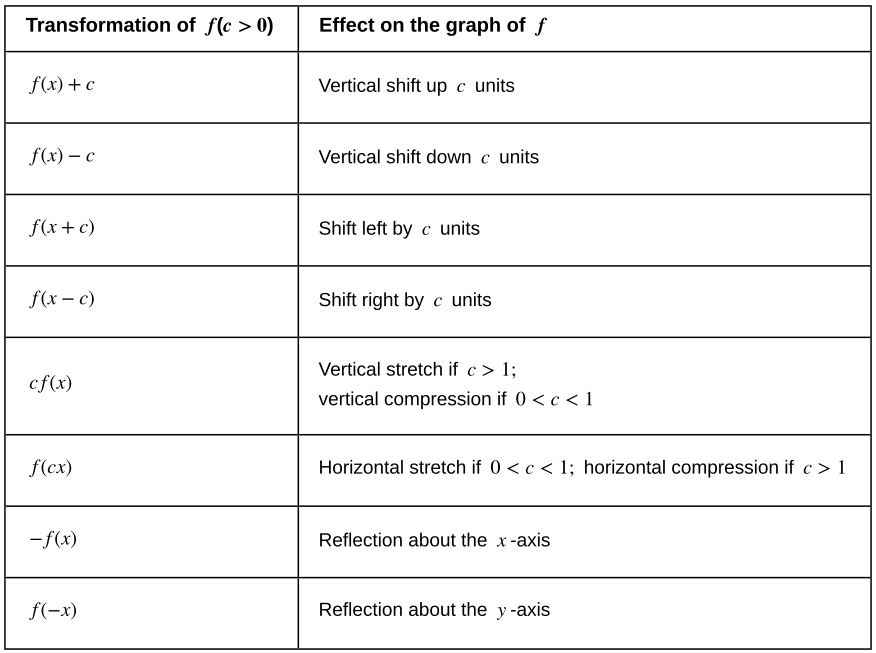 Transformation of f(c > 0) Effect on the graph of f
f(x) + c Vertical shift up c units
f(x) − c Vertical shift down c units
f(x + c) Shift left by c units
f(x − c) Shift right by c units
cf(x) Vertical stretch if c > 1;
vertical compression if 0 < c < 1
f(cx) Horizontal stretch if 0 < c < 1; horizontal compression if c > 1
−f(x) Reflection about the x-axis
f(−x) Reflection about the y-axis